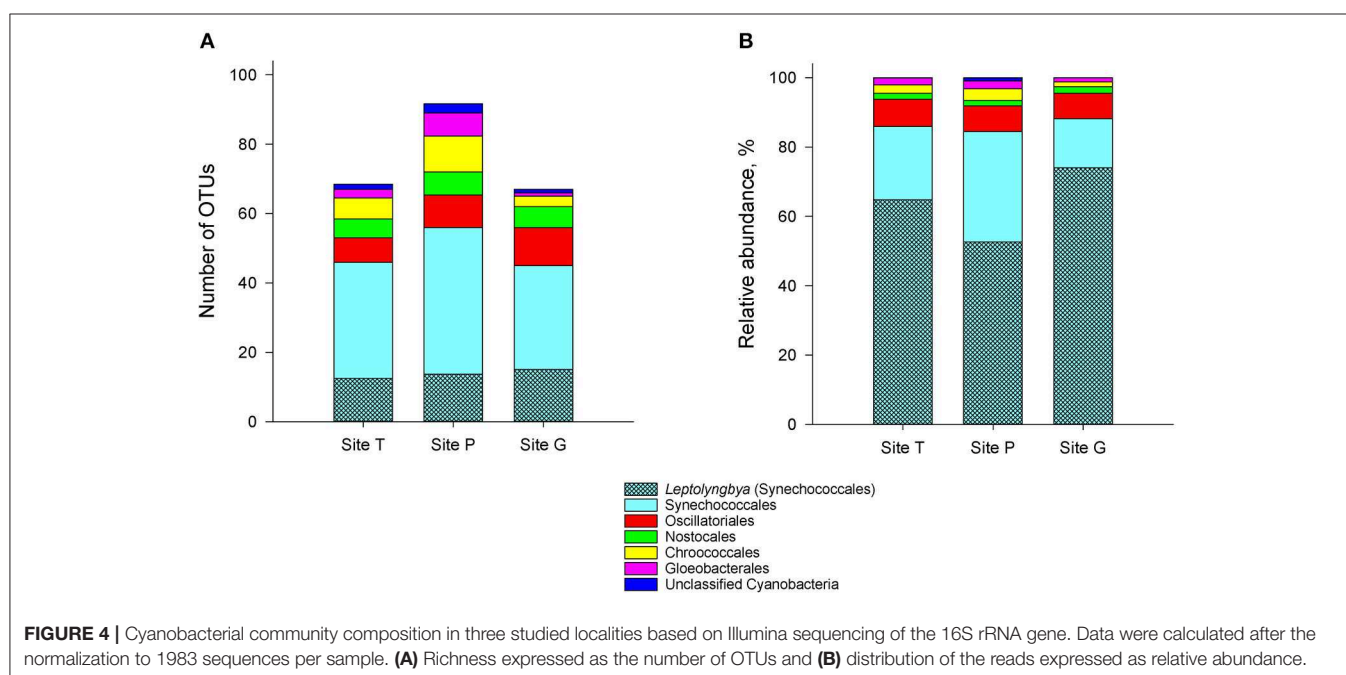 A
Number of OTUs
100
80
60
40
20
0
Site T Site P Site G
B
Relative abundance, %
100
80
60
40
20
0
Site T Site P Site G
Leptolyngbya (Synechococcales)
Synechococcales
Oscillatoriales
Nostocales
Chroococcales
Gloeobacterales
Unclassified Cyanobacteria
FIGURE 4 | Cyanobacterial community composition in three studied localities based on Illumina sequencing of the 16S rRNA gene. Data were calculated after the
normalization to 1983 sequences per sample. (A) Richness expressed as the number of OTUs and (B) distribution of the reads expressed as relative abundance.